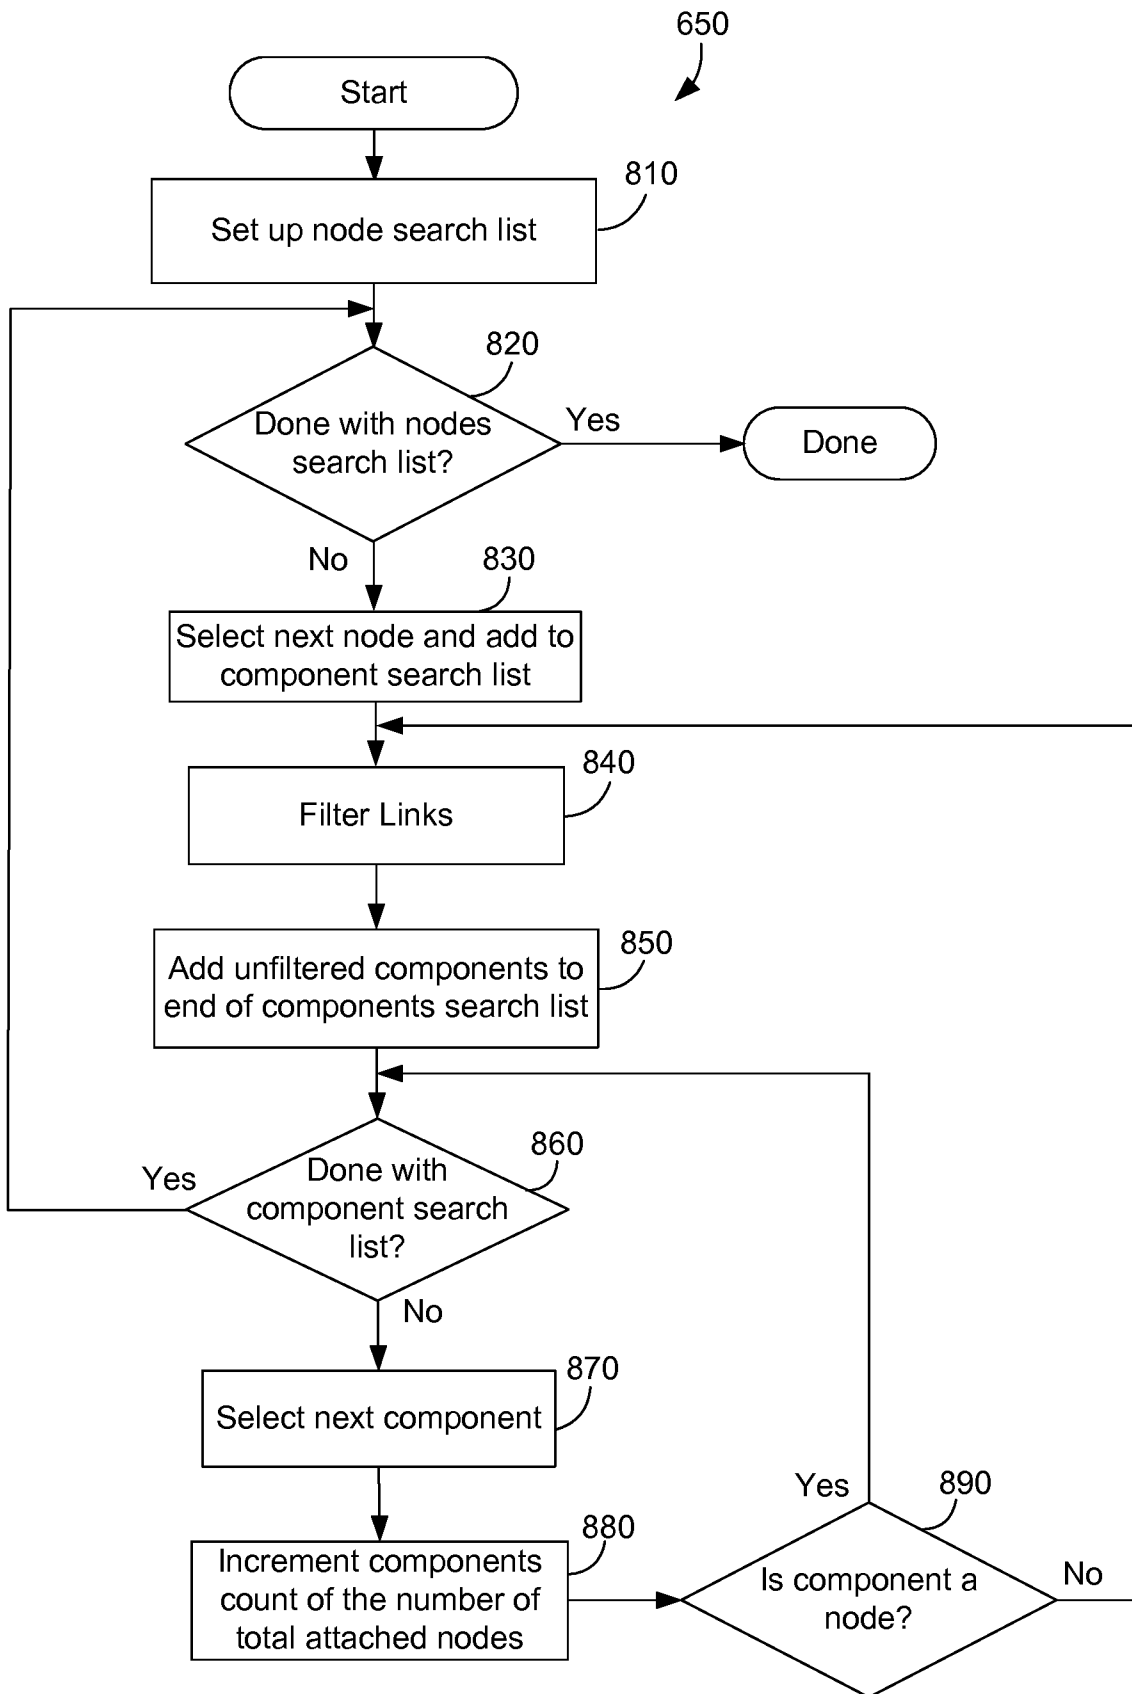 650
Start
810
Set up node search list
820
Done with nodes
search list?
Yes
Done
No
830
Select next node and add to
component search list
840
Filter Links
850
Add unfiltered components to
end of components search list
860
Yes
Done with
component search
list?
No
870
Select next component
880
Increment components
count of the number of
total attached nodes
Yes
890
Is component a
node?
No